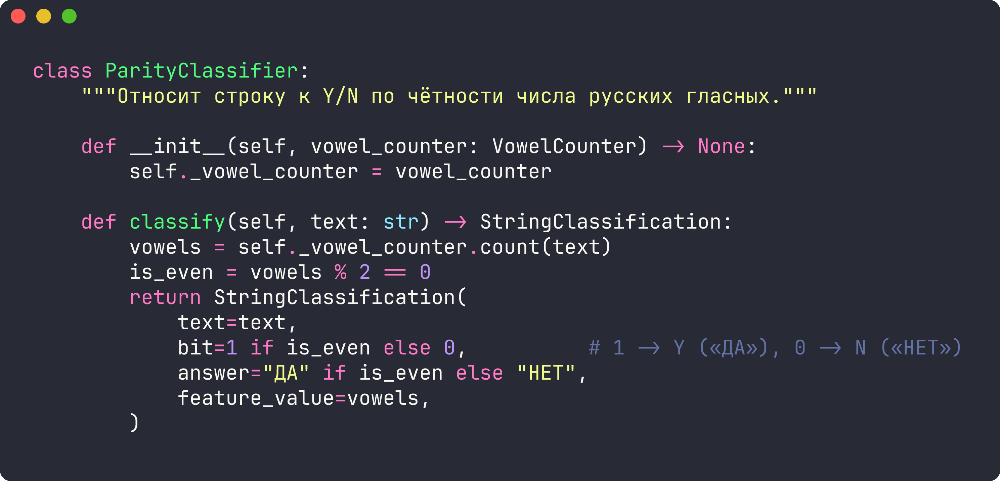 class ParityClassifier:
    """Относит строку к Y/N по чётности числа русских гласных."""

    def __init__(self, vowel_counter: VowelCounter) -> None:
        self._vowel_counter = vowel_counter

    def classify(self, text: str) -> StringClassification:
        vowels = self._vowel_counter.count(text)
        is_even = vowels % 2 == 0
        return StringClassification(
            text=text,
            bit=1 if is_even else 0,          # 1 -> Y («ДА»), 0 -> N («НЕТ»)
            answer="ДА" if is_even else "НЕТ",
            feature_value=vowels,
        )